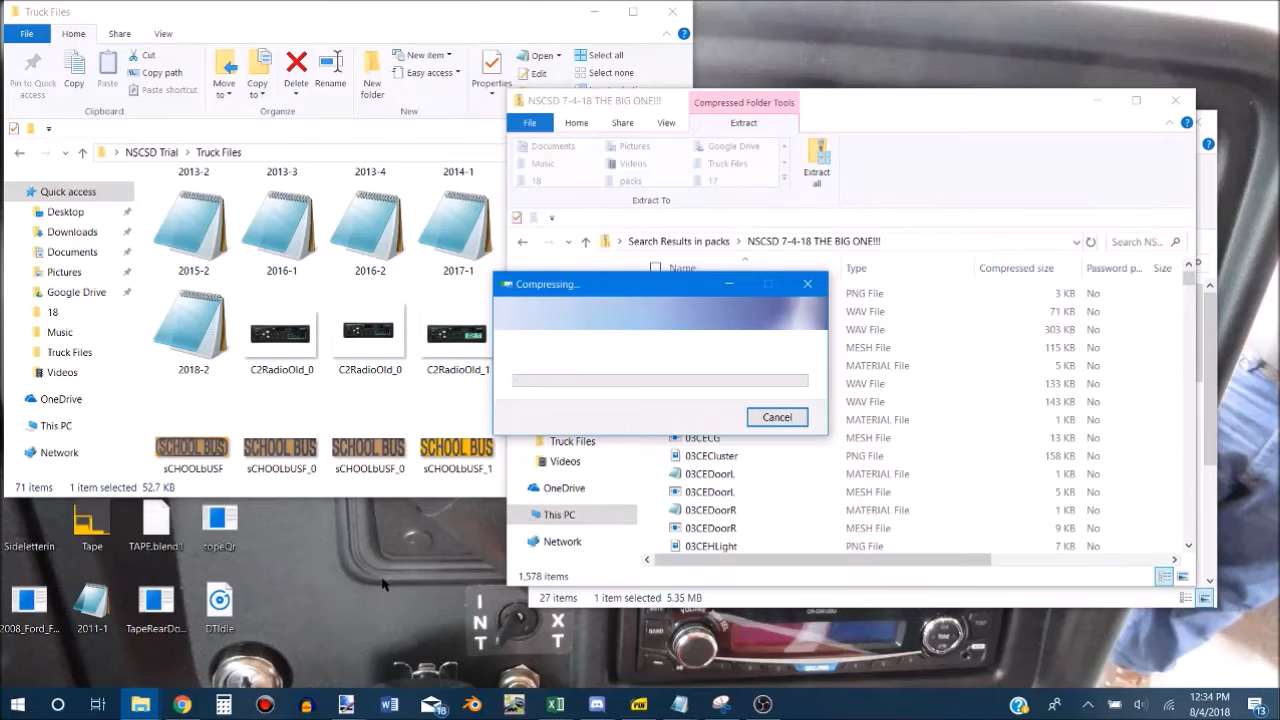 Truck Files
File Home Share View
Pin to Quick access
Copy
Paste
Cut
Copy path
Paste shortcut
Clipboard
Move to
Copy to
Delete
Rename
Organize
New folder
New item
Easy access
New
Properties
Open
Edit
Select all
Select none
NSCSD Trial > Truck Files
Quick access
Desktop
Downloads
Documents
Pictures
Google Drive
18
Music
Truck Files
Videos
OneDrive
This PC
Network
2013-2 2013-3 2013-4 2014-1
2015-2 2016-1 2016-2 2017-1
2018-2 C2RadioOld_0 C2RadioOld_0 C2RadioOld_1
SCHOOL BUS SCHOOL BUS SCHOOL BUS SCHOOL BUS
sCHOOLbUSF sCHOOLbUSF_0 sCHOOLbUSF_0 sCHOOLbUSF_1
71 items 1 item selected 52.7 KB
NSCSD 7-4-18 THE BIG ONE!!! Compressed Folder Tools
File Home Share View Extract
Documents Pictures Google Drive
Music Videos Truck Files
18 packs 17
Extract To
Extract all
Search Results in packs > NSCSD 7-4-18 THE BIG ONE!!! Search NS...
Name Type Compressed size Password p... Size
PNG File 3 KB No
WAV File 71 KB No
WAV File 303 KB No
MESH File 115 KB No
MATERIAL File 5 KB No
WAV File 133 KB No
WAV File 143 KB No
MATERIAL File 1 KB No
03CECG MESH File 13 KB No
03CECluster PNG File 158 KB No
03CEDoorL MATERIAL File 1 KB No
03CEDoorL MESH File 5 KB No
03CEDoorR MATERIAL File 1 KB No
03CEDoorR MESH File 9 KB No
03CEHLight PNG File 7 KB No
Truck Files
Videos
OneDrive
This PC
Network
1,578 items
27 items 1 item selected 5.35 MB
Compressing...
Cancel
Sideletterin Tape TAPE.blend1 topeQr
2008_Ford_F... 2011-1 TapeRearDo... DTIdle
I
N
T
X
T
VOLUME
BAND
TUNE
18
12:34 PM
8/4/2018
13